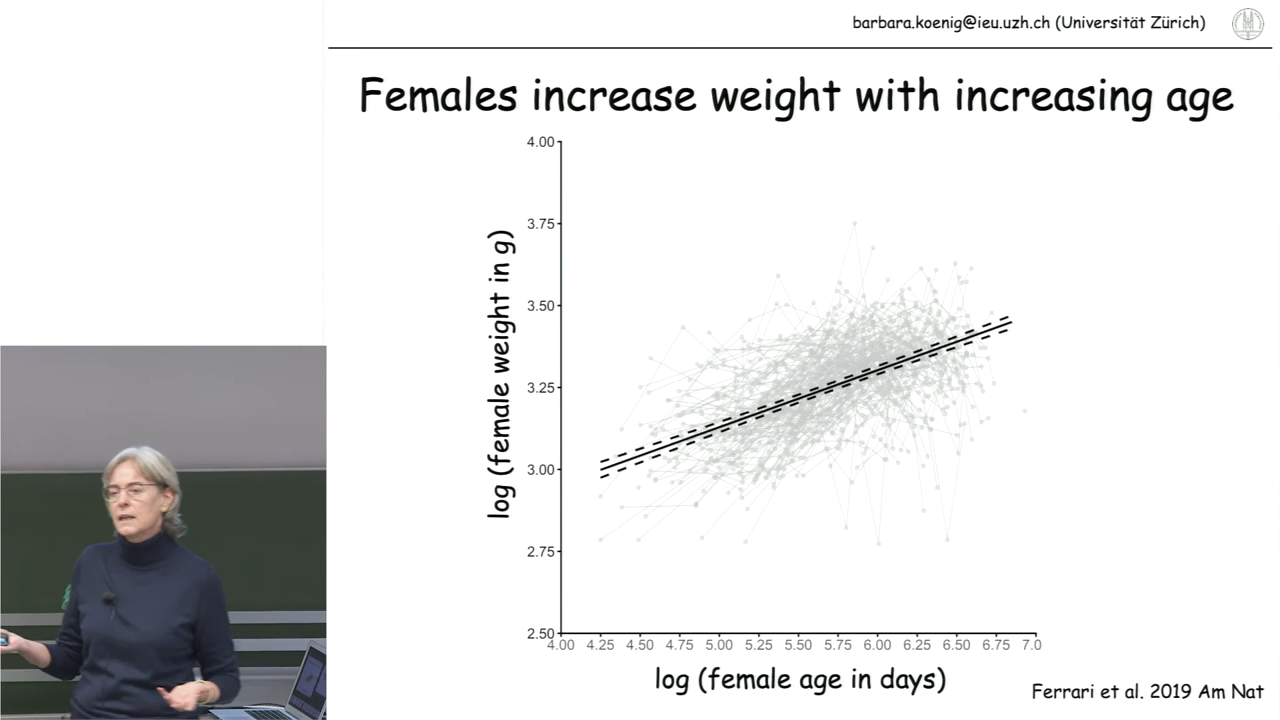 barbara.koenig@ieu.uzh.ch (Universität Zürich)
Females increase weight with increasing age
4.00
3.75
3.50
3.25
3.00
2.75
2.50
log (female weight in g)
4.00 4.25 4.50 4.75 5.00 5.25 5.50 5.75 6.00 6.25 6.50 6.75 7.0
log (female age in days)
Ferrari et al. 2019 Am Nat